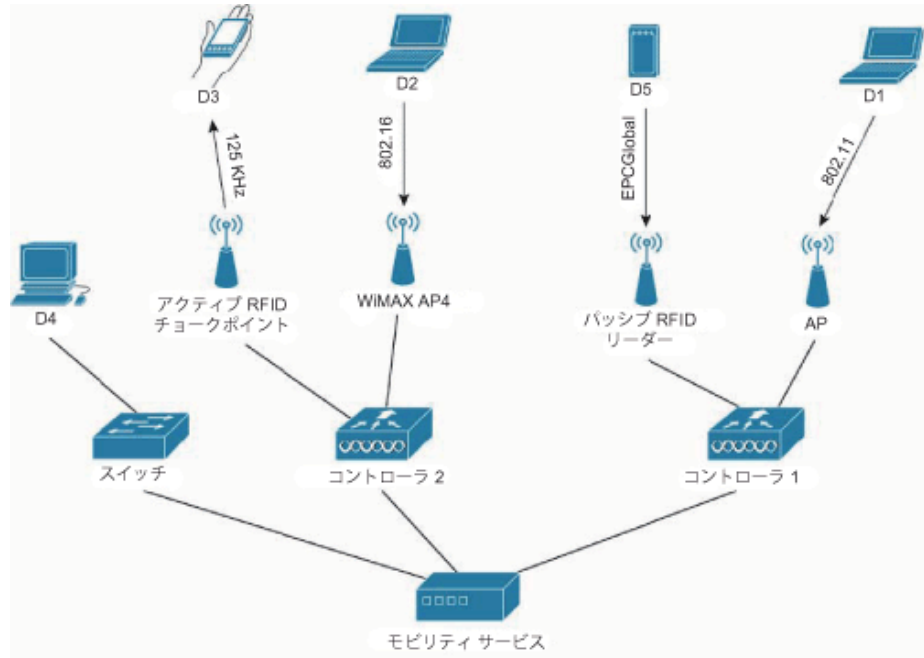 D3
D2
D5
D1
125 KHz
802.16
EPCGlobal
802.11
D4
アクティブ RFID
チョークポイント
WiMAX AP4
パッシブ RFID
リーダー
AP
スイッチ
コントローラ 2
コントローラ 1
モビリティ サービス